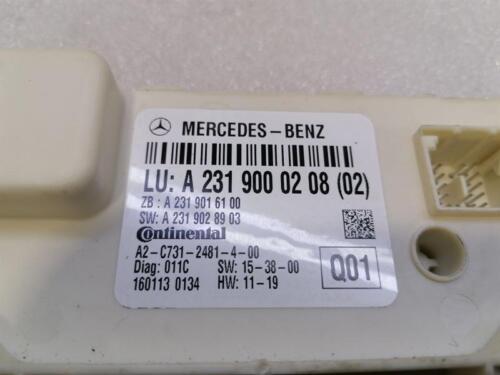 MERCEDES-BENZ
LU: A 231 900 02 08 (02)
ZB : A 231 901 61 00
SW: A 231 902 89 03
Continental
A2-C731-2481-4-00
Diag: 011C SW: 15-38-00
160113 0134 HW: 11-19
Q01